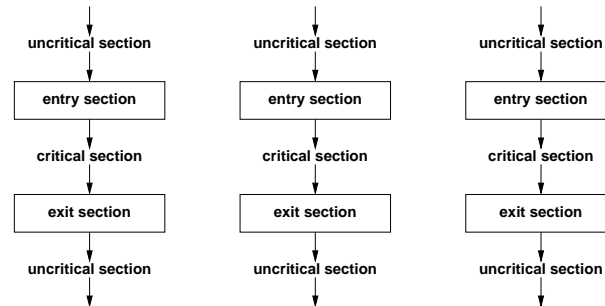 uncritical section uncritical section uncritical section
entry section entry section entry section
critical section critical section critical section
exit section exit section exit section
uncritical section uncritical section uncritical section